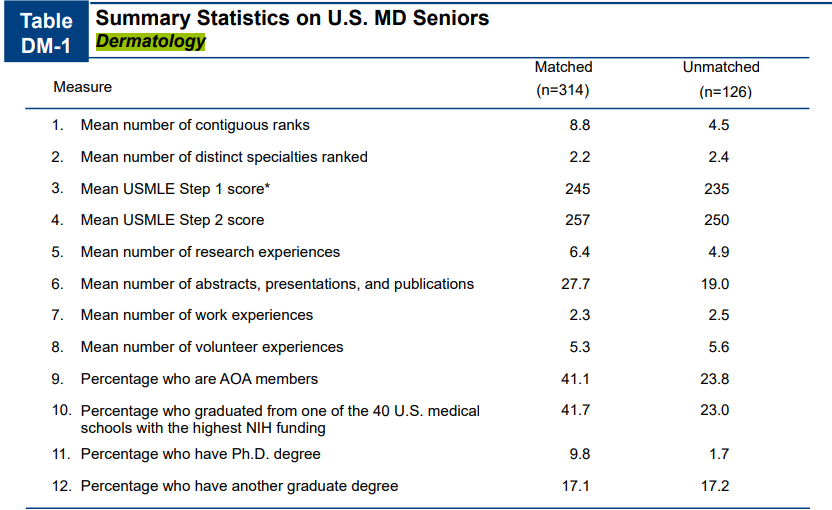 Table DM-1
Summary Statistics on U.S. MD Seniors
Dermatology
Measure
Matched (n=314)
Unmatched (n=126)
1. Mean number of contiguous ranks 8.8 4.5
2. Mean number of distinct specialties ranked 2.2 2.4
3. Mean USMLE Step 1 score* 245 235
4. Mean USMLE Step 2 score 257 250
5. Mean number of research experiences 6.4 4.9
6. Mean number of abstracts, presentations, and publications 27.7 19.0
7. Mean number of work experiences 2.3 2.5
8. Mean number of volunteer experiences 5.3 5.6
9. Percentage who are AOA members 41.1 23.8
10. Percentage who graduated from one of the 40 U.S. medical 41.7 23.0
schools with the highest NIH funding
11. Percentage who have Ph.D. degree 9.8 1.7
12. Percentage who have another graduate degree 17.1 17.2